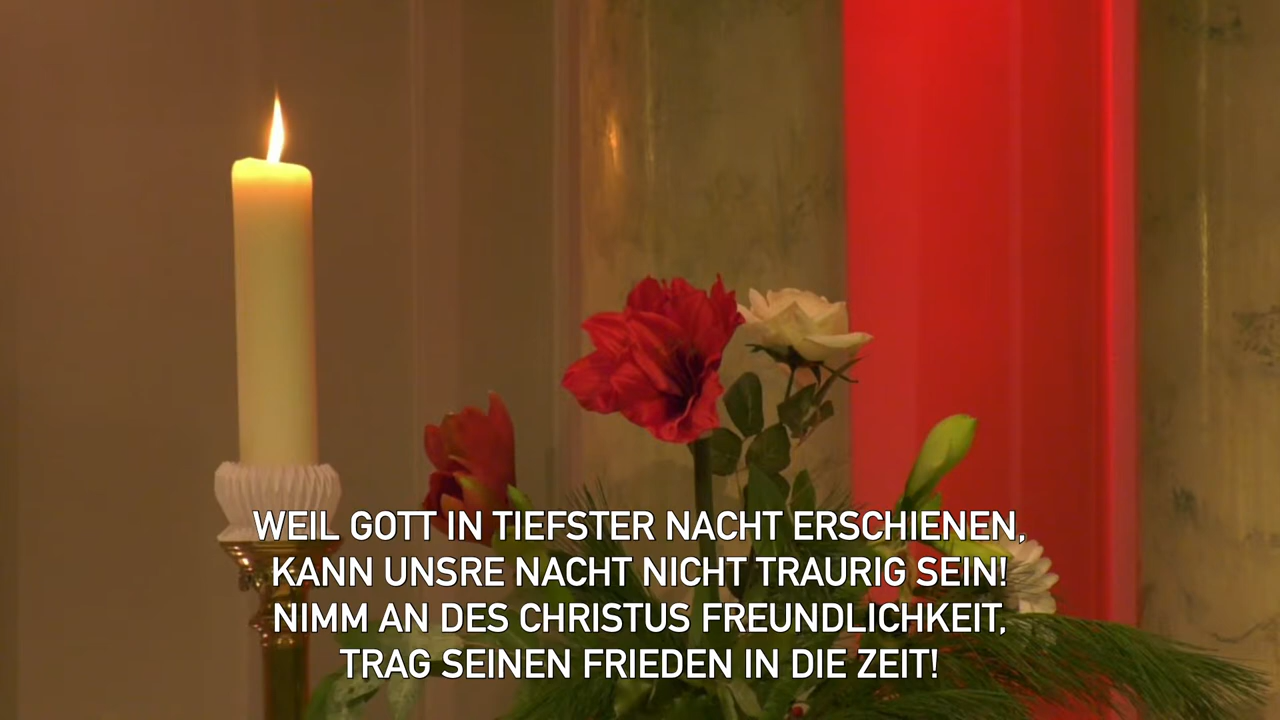 WEIL GOTT IN TIEFSTER NACHT ERSCHIENEN,
KANN UNSRE NACHT NICHT TRAURIG SEIN!
NIMM AN DES CHRISTUS FREUNDLICHKEIT,
TRAG SEINEN FRIEDEN IN DIE ZEIT!